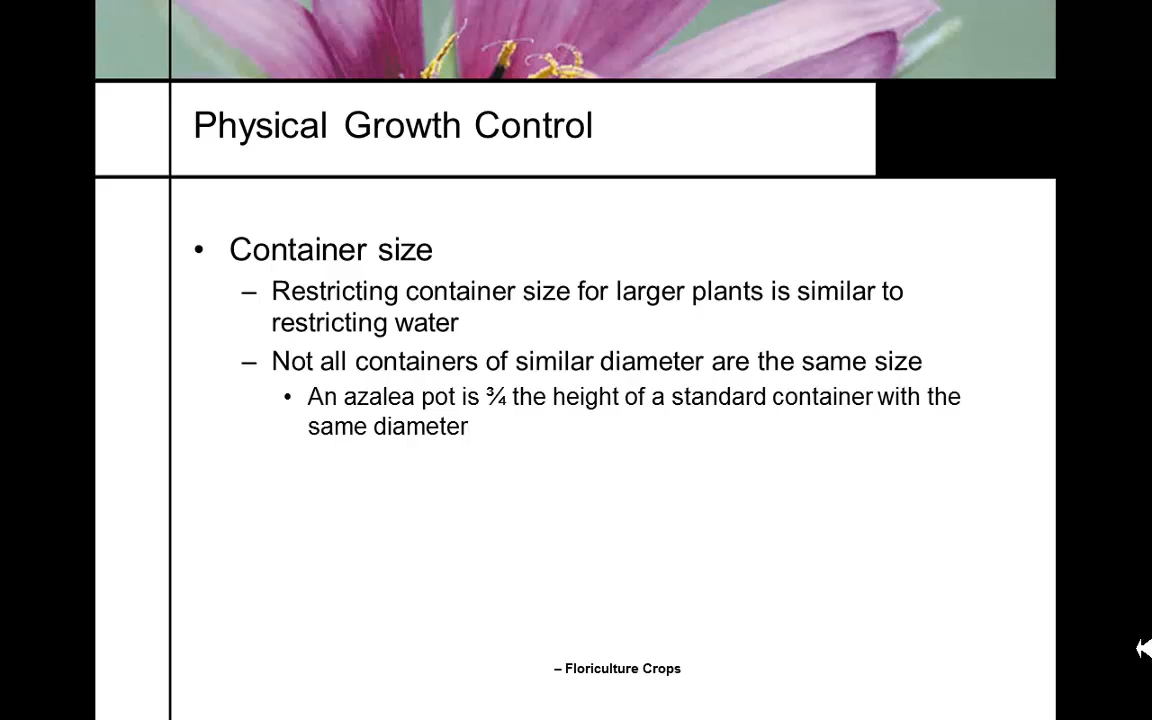 Physical Growth Control
• Container size
– Restricting container size for larger plants is similar to
restricting water
– Not all containers of similar diameter are the same size
• An azalea pot is ¾ the height of a standard container with the
same diameter
– Floriculture Crops